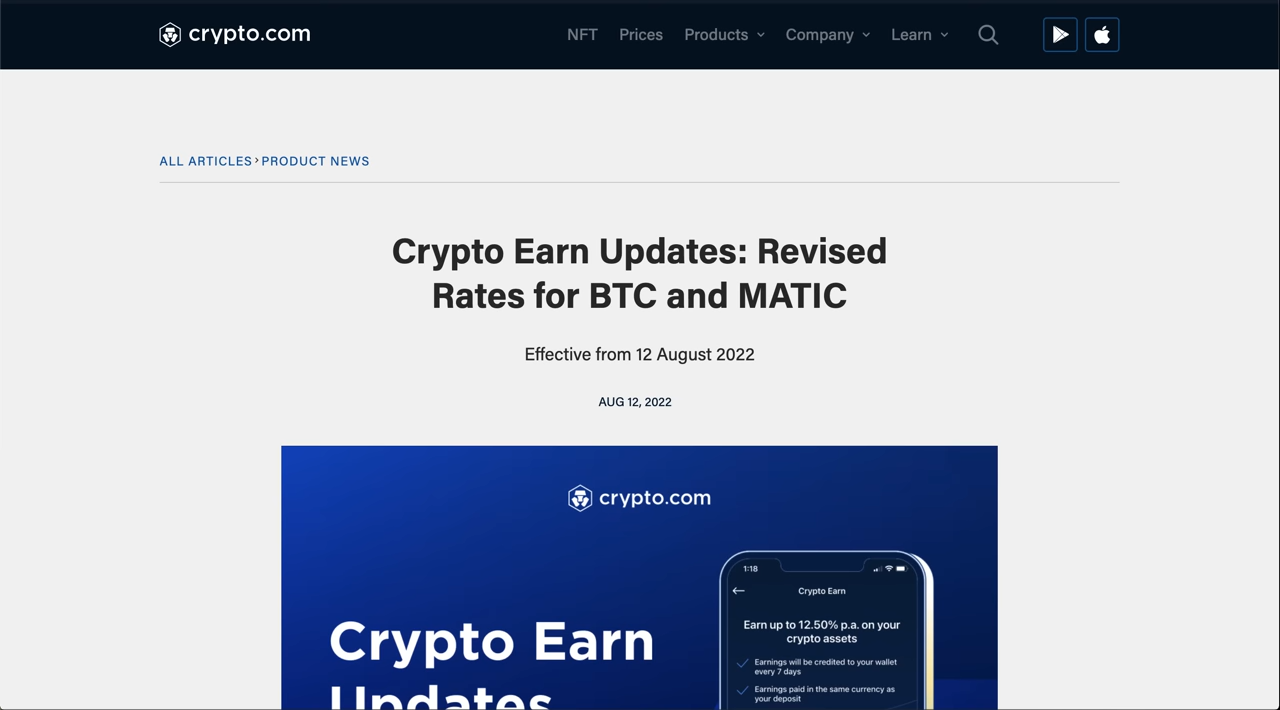 crypto.com
NFT
Prices
Products
Company
Learn
ALL ARTICLES › PRODUCT NEWS
Crypto Earn Updates: Revised
Rates for BTC and MATIC
Effective from 12 August 2022
AUG 12, 2022
crypto.com
Crypto Earn
Updates
1:18
Crypto Earn
Earn up to 12.50% p.a. on your
crypto assets
Earnings will be credited to your wallet
every 7 days
Earnings paid in the same currency as
your deposit